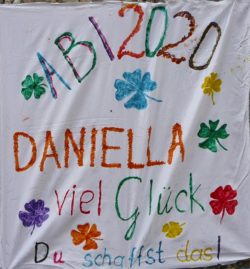 ABI 2020
DANIELLA
viel Glück
Du schaffst das!